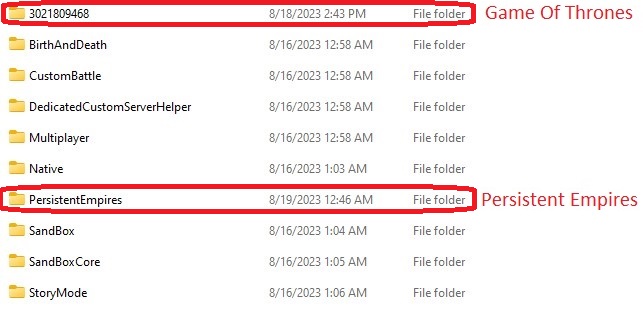 3021809468 8/18/2023 2:43 PM File folder Game Of Thrones
BirthAndDeath 8/16/2023 12:58 AM File folder
CustomBattle 8/16/2023 12:58 AM File folder
DedicatedCustomServerHelper 8/16/2023 12:58 AM File folder
Multiplayer 8/16/2023 12:58 AM File folder
Native 8/16/2023 1:03 AM File folder
PersistentEmpires 8/19/2023 12:46 AM File folder Persistent Empires
SandBox 8/16/2023 1:04 AM File folder
SandBoxCore 8/16/2023 1:05 AM File folder
StoryMode 8/16/2023 1:06 AM File folder